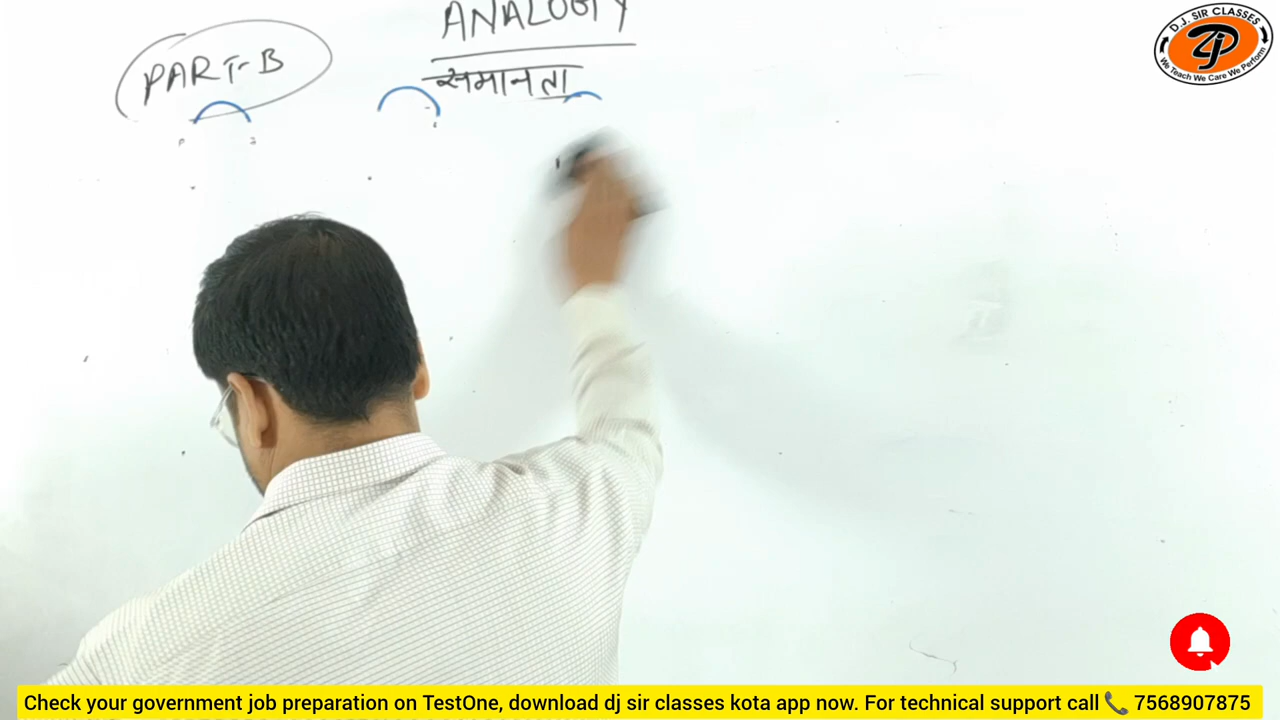 ANALOGY
PART-B
समानता
D.J. SIR CLASSES
We Teach We Care We Perform
Check your government job preparation on TestOne, download dj sir classes kota app now. For technical support call 📞 7568907875